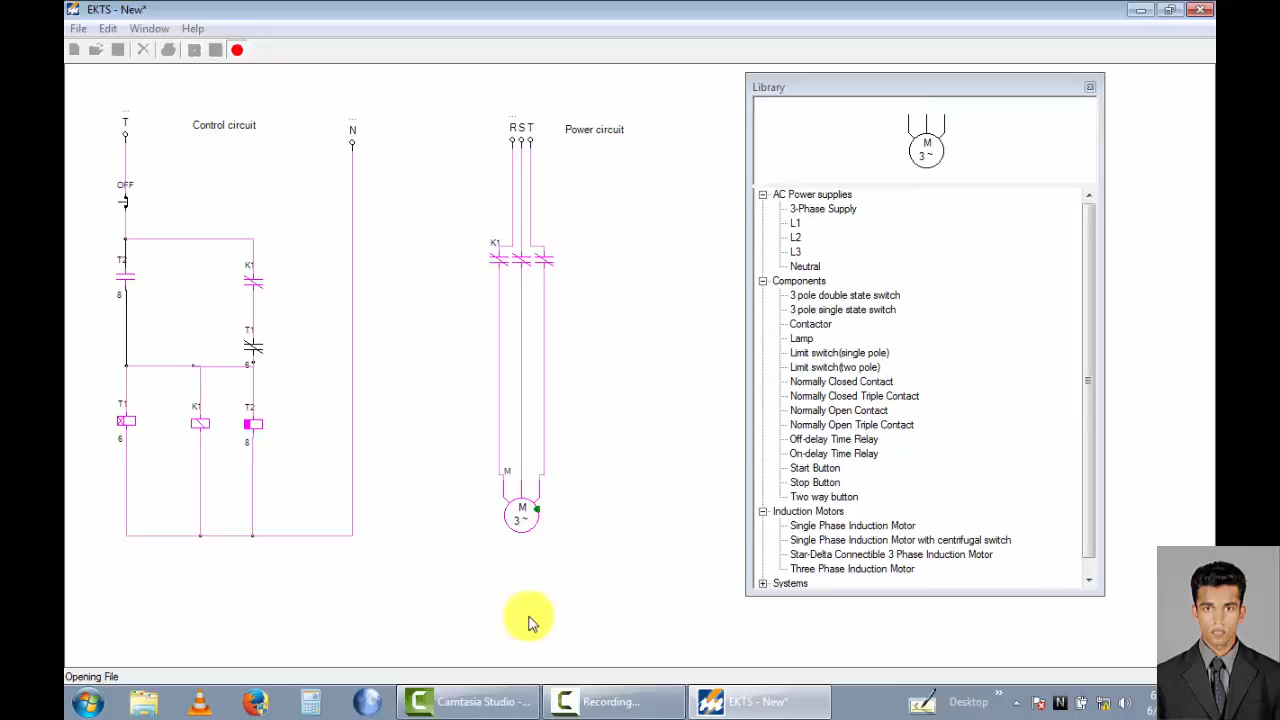 EKTS - New*
File Edit Window Help
...
T
Control circuit
...
N
...
R S T
Power circuit
Library
M
3 ~
OFF
AC Power supplies
3-Phase Supply
L1
L2
L3
Neutral
Components
3 pole double state switch
3 pole single state switch
Contactor
Lamp
Limit switch(single pole)
Limit switch(two pole)
Normally Closed Contact
Normally Closed Triple Contact
Normally Open Contact
Normally Open Triple Contact
Off-delay Time Relay
On-delay Time Relay
Start Button
Stop Button
Two way button
Induction Motors
Single Phase Induction Motor
Single Phase Induction Motor with centrifugal switch
Star-Delta Connectible 3 Phase Induction Motor
Three Phase Induction Motor
Systems
T2
8
K1
K1
T1
6
T1
6
K1
T2
8
M
M
3 ~
Opening File
Camtasia Studio - ...
Recording...
EKTS - New*
Desktop
N